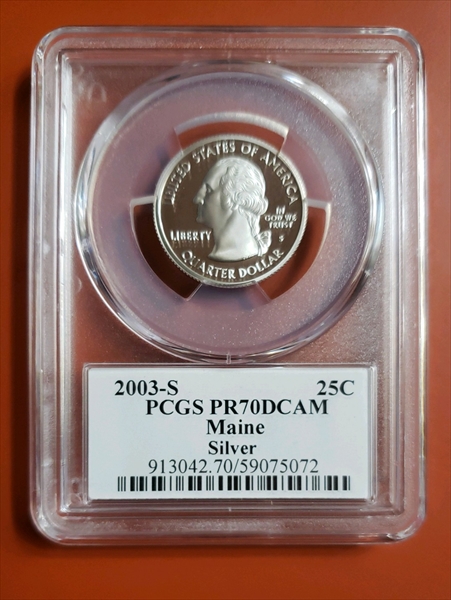 UNITED STATES OF AMERICA
IN
GOD WE
TRUST
LIBERTY
S
QUARTER DOLLAR
2003-S 25C
PCGS PR70DCAM
Maine
Silver
913042.70/59075072